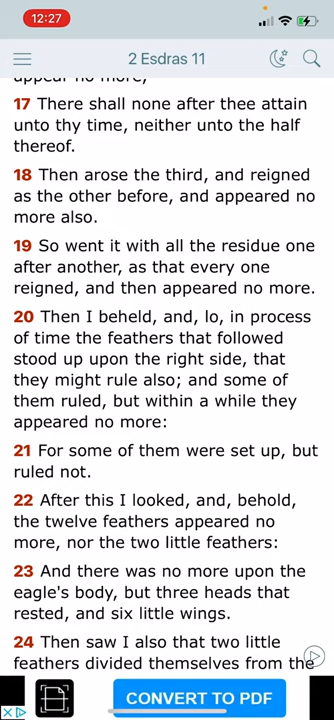 12:27
2 Esdras 11
appear no more,
17 There shall none after thee attain
unto thy time, neither unto the half
thereof.
18 Then arose the third, and reigned
as the other before, and appeared no
more also.
19 So went it with all the residue one
after another, as that every one
reigned, and then appeared no more.
20 Then I beheld, and, lo, in process
of time the feathers that followed
stood up upon the right side, that
they might rule also; and some of
them ruled, but within a while they
appeared no more:
21 For some of them were set up, but
ruled not.
22 After this I looked, and, behold,
the twelve feathers appeared no
more, nor the two little feathers:
23 And there was no more upon the
eagle's body, but three heads that
rested, and six little wings.
24 Then saw I also that two little
feathers divided themselves from the
CONVERT TO PDF